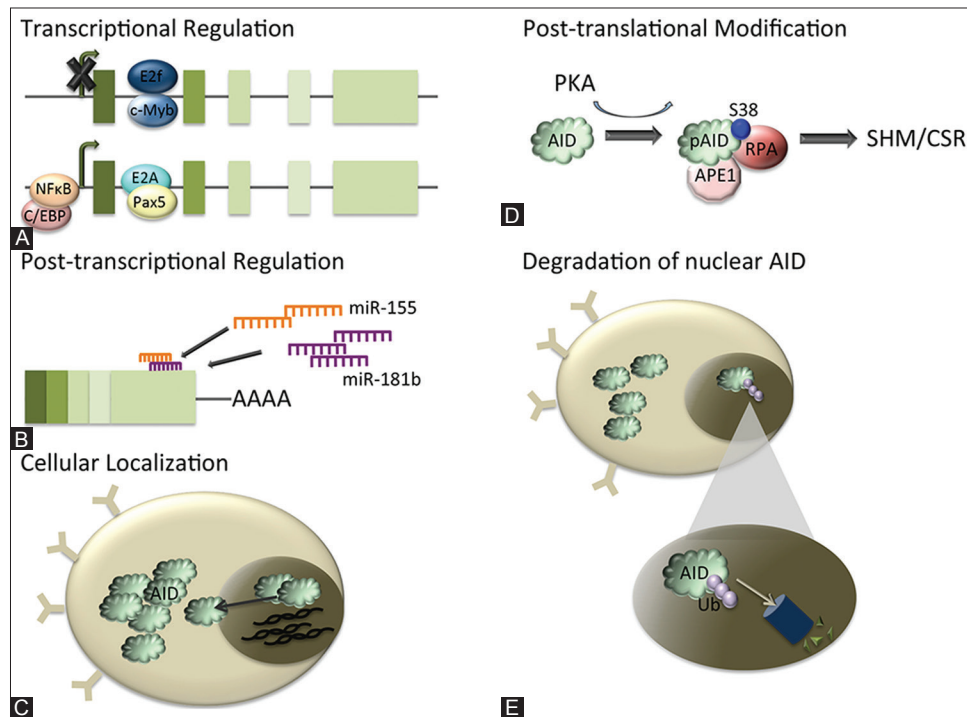 Transcriptional Regulation
E2f
c-Myb
NFκB
C/EBP
E2A
Pax5
A
Post-transcriptional Regulation
miR-155
miR-181b
AAAA
B
Cellular Localization
AID
C
Post-translational Modification
PKA
AID
S38
pAID
RPA
APE1
SHM/CSR
D
Degradation of nuclear AID
AID
Ub
E